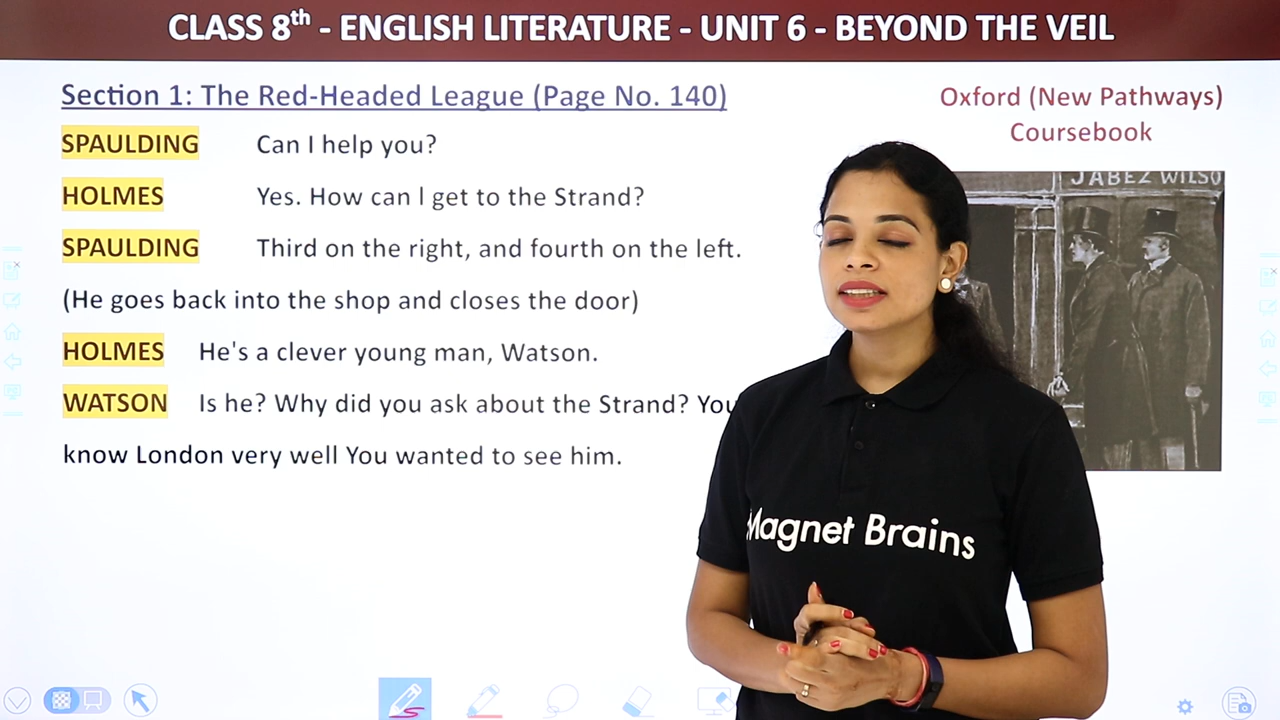 CLASS 8th - ENGLISH LITERATURE - UNIT 6 - BEYOND THE VEIL
Section 1: The Red-Headed League (Page No. 140)
Oxford (New Pathways)
Coursebook
SPAULDING Can I help you?
HOLMES Yes. How can I get to the Strand?
SPAULDING Third on the right, and fourth on the left.
(He goes back into the shop and closes the door)
HOLMES He's a clever young man, Watson.
WATSON Is he? Why did you ask about the Strand? You
know London very well You wanted to see him.
JABEZ WILSO
Magnet Brains